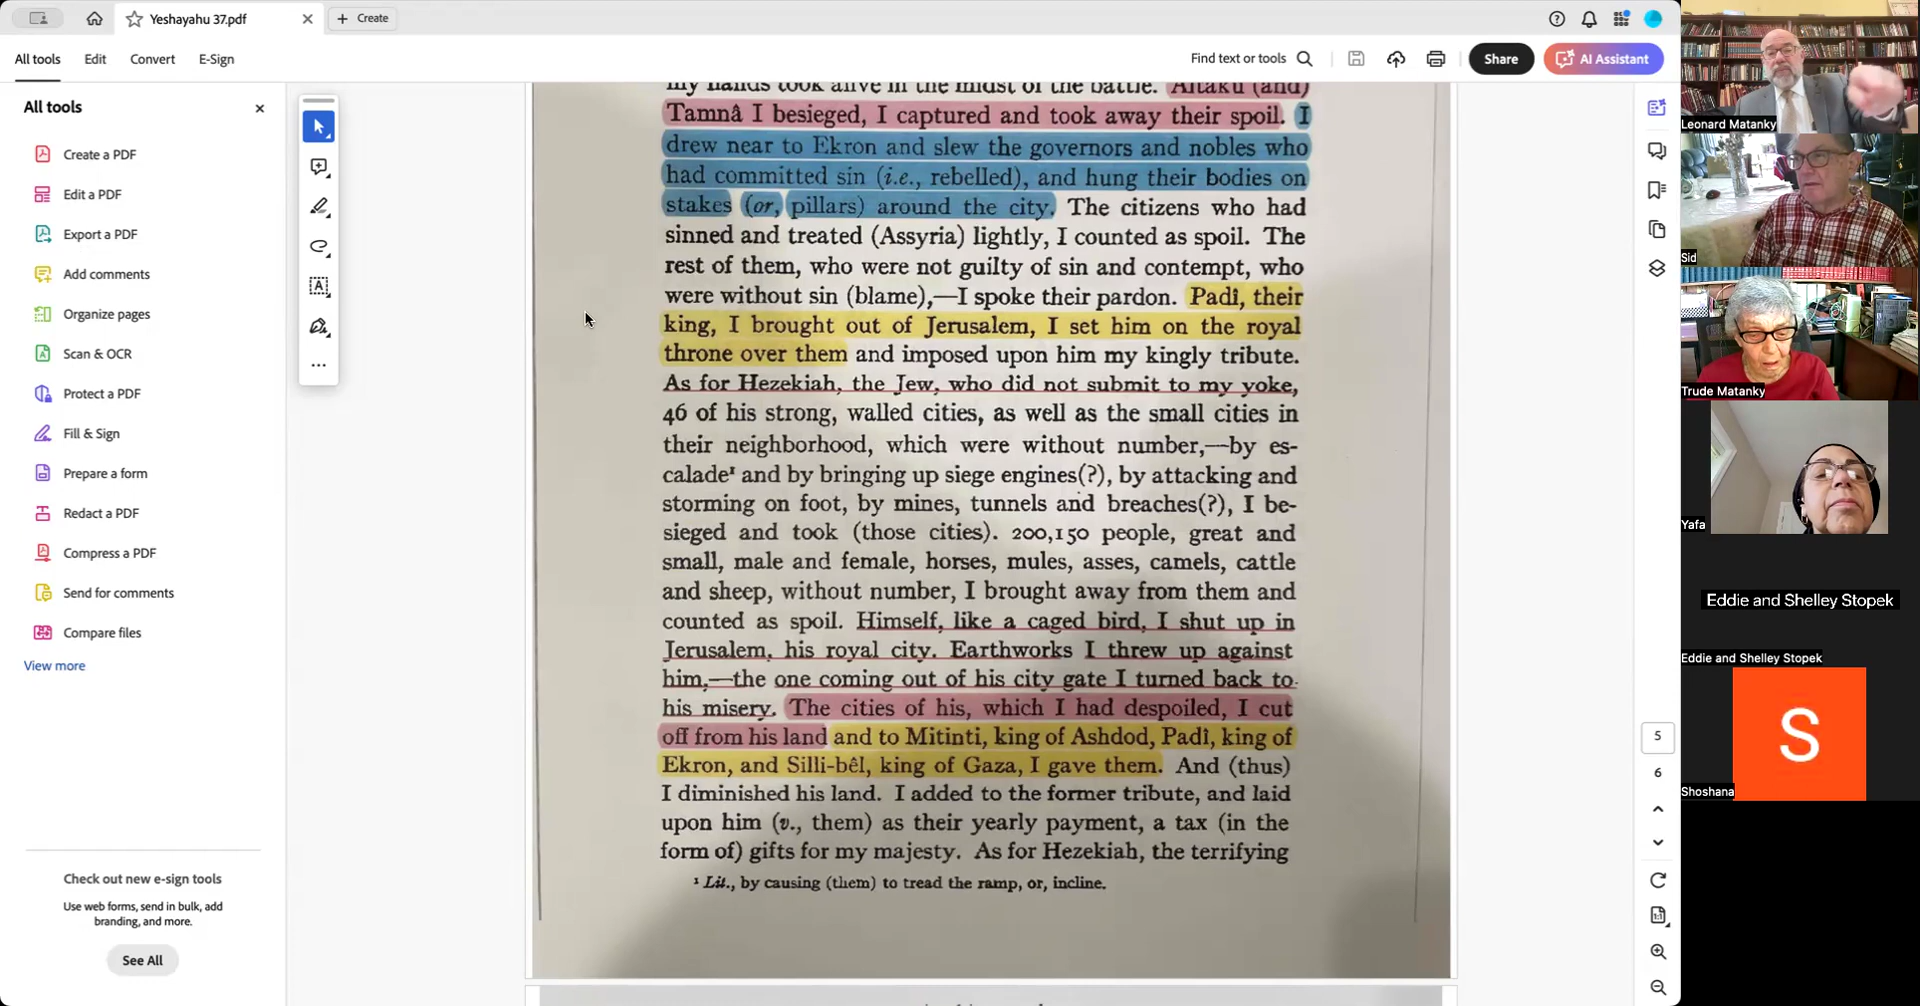 Yeshayahu 37.pdf
Create
All tools
Edit
Convert
E-Sign
Find text or tools
Share
AI Assistant
All tools
Create a PDF
Edit a PDF
Export a PDF
Add comments
Organize pages
Scan & OCR
Protect a PDF
Fill & Sign
Prepare a form
Redact a PDF
Compress a PDF
Send for comments
Compare files
View more
Check out new e-sign tools
Use web forms, send in bulk, add
branding, and more.
See All
my hands took alive in the midst of the battle. Altakû (and)
Tamnâ I besieged, I captured and took away their spoil. I
drew near to Ekron and slew the governors and nobles who
had committed sin (i.e., rebelled), and hung their bodies on
stakes (or, pillars) around the city. The citizens who had
sinned and treated (Assyria) lightly, I counted as spoil. The
rest of them, who were not guilty of sin and contempt, who
were without sin (blame),—I spoke their pardon. Padî, their
king, I brought out of Jerusalem, I set him on the royal
throne over them and imposed upon him my kingly tribute.
As for Hezekiah, the Jew, who did not submit to my yoke,
46 of his strong, walled cities, as well as the small cities in
their neighborhood, which were without number,—by es-
calade¹ and by bringing up siege engines(?), by attacking and
storming on foot, by mines, tunnels and breaches(?), I be-
sieged and took (those cities). 200,150 people, great and
small, male and female, horses, mules, asses, camels, cattle
and sheep, without number, I brought away from them and
counted as spoil. Himself, like a caged bird, I shut up in
Jerusalem, his royal city. Earthworks I threw up against
him,—the one coming out of his city gate I turned back to
his misery. The cities of his, which I had despoiled, I cut
off from his land and to Mitinti, king of Ashdod, Padî, king of
Ekron, and Silli-bêl, king of Gaza, I gave them. And (thus)
I diminished his land. I added to the former tribute, and laid
upon him (v., them) as their yearly payment, a tax (in the
form of) gifts for my majesty. As for Hezekiah, the terrifying
¹ Lit., by causing (them) to tread the ramp, or, incline.
5
6
Leonard Matanky
Sid
Trude Matanky
Yafa
Eddie and Shelley Stopek
Eddie and Shelley Stopek
S
Shoshana